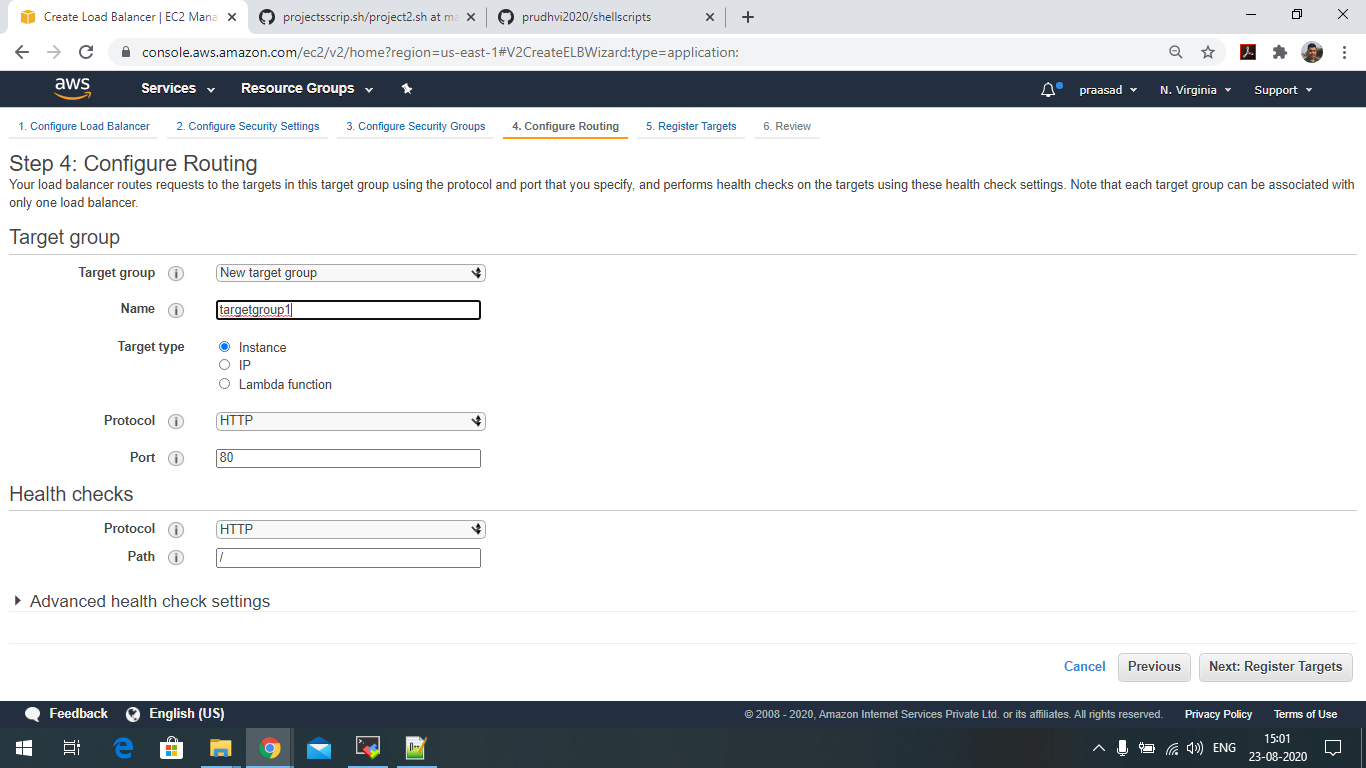 Create Load Balancer | EC2 Mana
projectsscrip.sh/project2.sh at ma
prudhvi2020/shellscripts
console.aws.amazon.com/ec2/v2/home?region=us-east-1#V2CreateELBWizard:type=application:
aws
Services
Resource Groups
praasad
N. Virginia
Support
1. Configure Load Balancer
2. Configure Security Settings
3. Configure Security Groups
4. Configure Routing
5. Register Targets
6. Review
Step 4: Configure Routing
Your load balancer routes requests to the targets in this target group using the protocol and port that you specify, and performs health checks on the targets using these health check settings. Note that each target group can be associated with
only one load balancer.
Target group
Target group
New target group
Name
targetgroup1
Target type
Instance
IP
Lambda function
Protocol
HTTP
Port
80
Health checks
Protocol
HTTP
Path
/
Advanced health check settings
Cancel
Previous
Next: Register Targets
Feedback
English (US)
© 2008 - 2020, Amazon Internet Services Private Ltd. or its affiliates. All rights reserved.
Privacy Policy
Terms of Use
ENG
15:01
23-08-2020